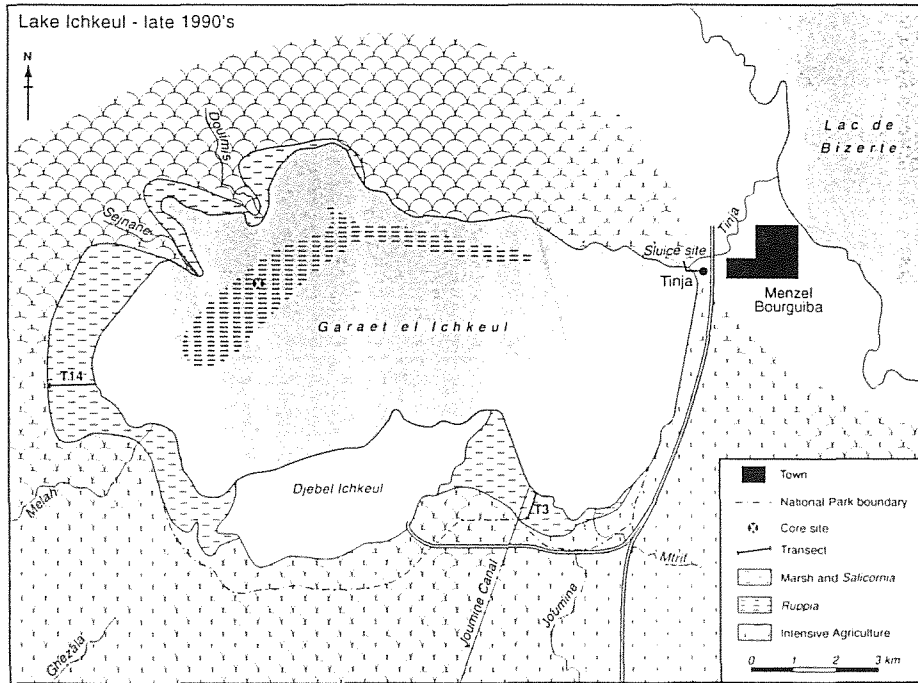 Lake Ichkeul - late 1990's
N
Douimis
Lac de
Bizerte
Sejnane
Tinja
Sluice site
Tinja
Menzel
Bourguiba
Garaet el Ichkeul
T14
Djebel Ichkeul
Melah
T3
Mtrif
Joumine Canal
Joumine
Ghezala
Town
National Park boundary
Core site
Transect
Marsh and Salicornia
Ruppia
Intensive Agriculture
0 1 2 3 km